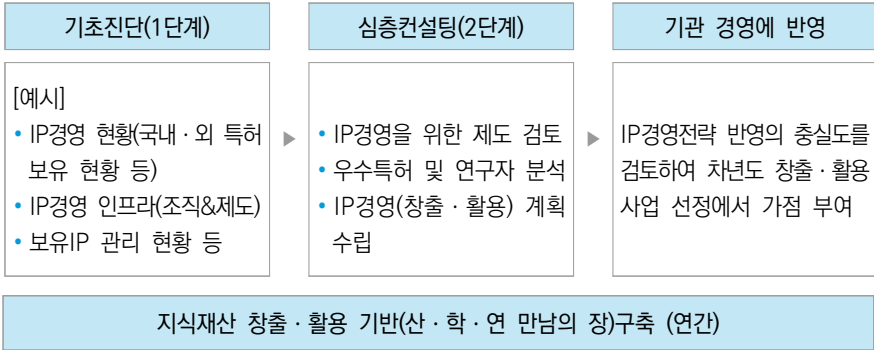 기초진단(1단계)
심층컨설팅(2단계)
기관 경영에 반영
[예시]
• IP경영 현황(국내 · 외 특허
보유 현황 등)
• IP경영 인프라(조직&제도)
• 보유IP 관리 현황 등
• IP경영을 위한 제도 검토
• 우수특허 및 연구자 분석
• IP경영(창출 · 활용) 계획
수립
IP경영전략 반영의 충실도를
검토하여 차년도 창출 · 활용
사업 선정에서 가점 부여
지식재산 창출 · 활용 기반(산 · 학 · 연 만남의 장)구축 (연간)